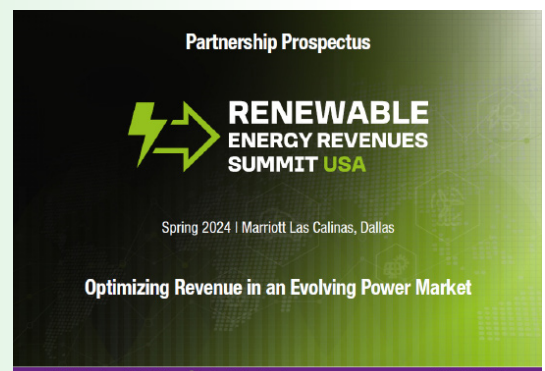 Partnership Prospectus
RENEWABLE
ENERGY REVENUES
SUMMIT USA
Spring 2024 | Marriott Las Calinas, Dallas
Optimizing Revenue in an Evolving Power Market